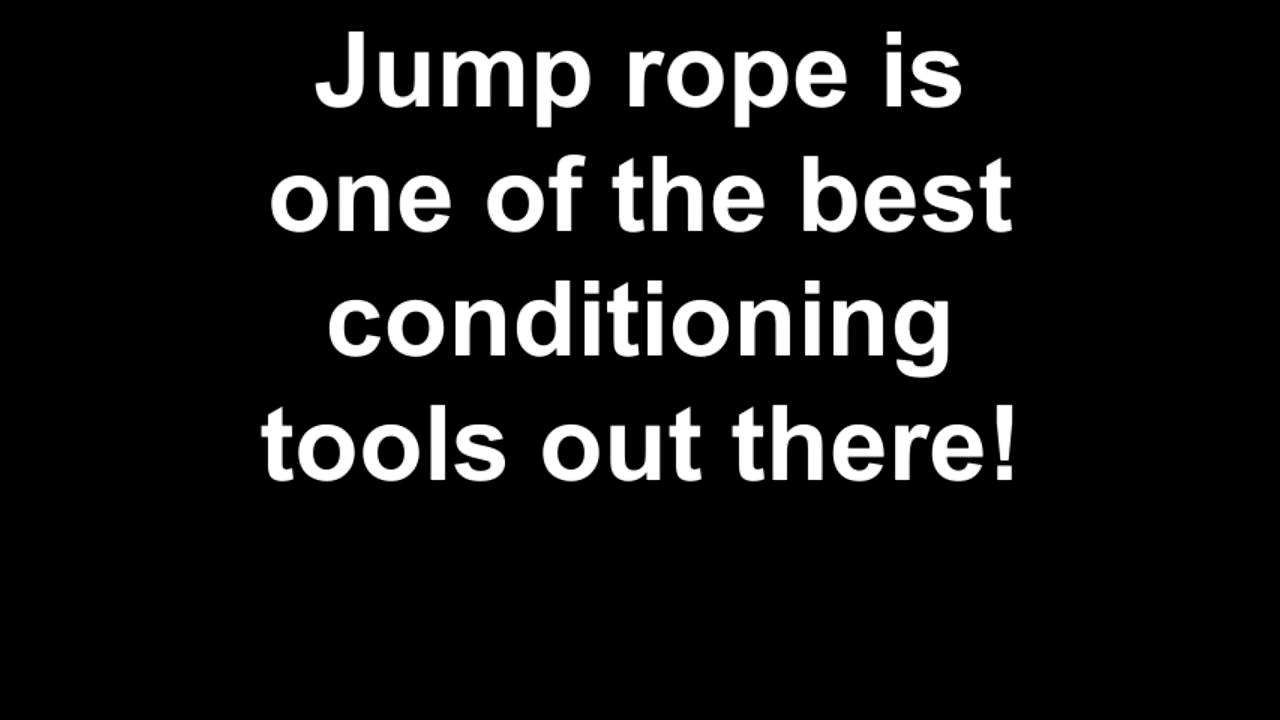 Jump rope is
one of the best
conditioning
tools out there!